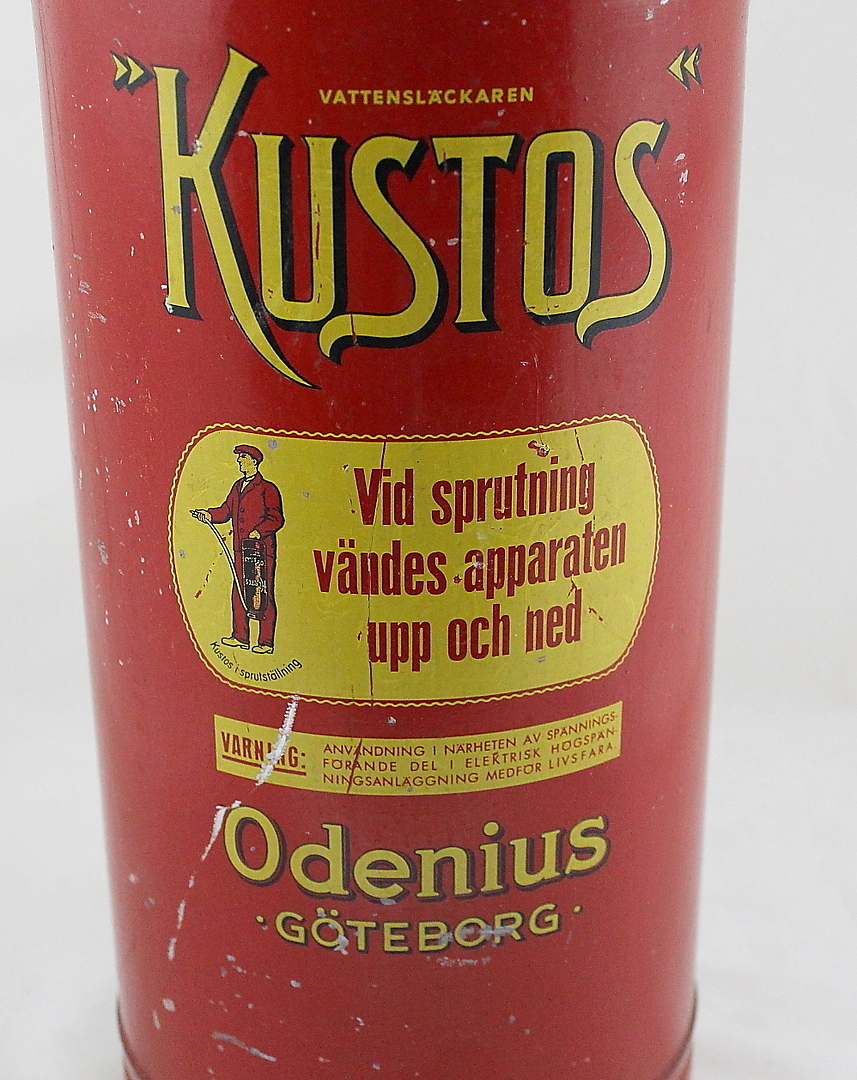 VATTENSLÄCKAREN
»KUSTOS«
Vid sprutning
vändes apparaten
upp och ned
Kustos i sprutställning
VARNING:
ANVÄNDNING I NÄRHETEN AV SPÄNNINGS-
FÖRANDE DEL I ELEKTRISK HÖGSPÄN-
NINGSANLÄGGNING MEDFÖR LIVSFARA
Odenius
·GÖTEBORG·